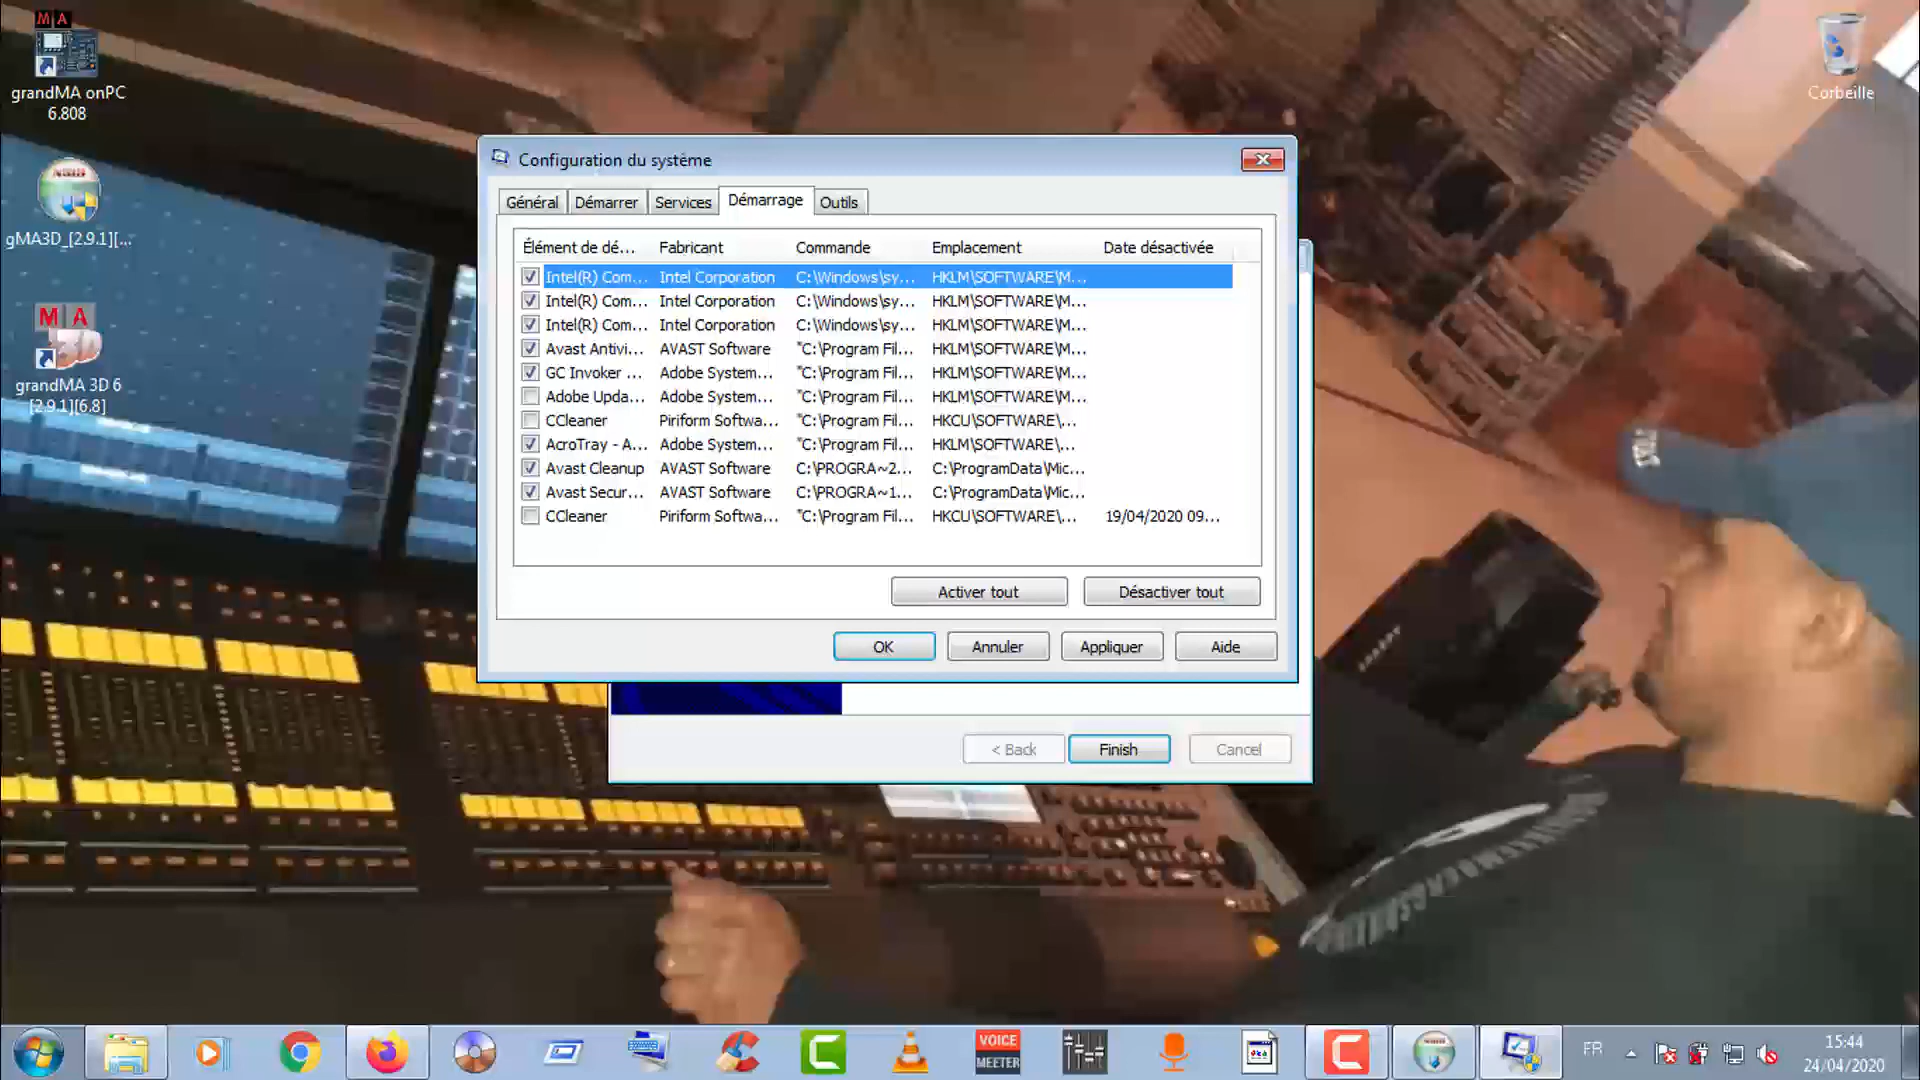 M A
grandMA onPC
6.808
gMA3D_[2.9.1][...
M A
3D
grandMA 3D 6
[2.9.1][6.8]
Corbeille
Configuration du système
Général Démarrer Services Démarrage Outils
Élément de dé... Fabricant Commande Emplacement Date désactivée
Intel(R) Com... Intel Corporation C:\Windows\sy... HKLM\SOFTWARE\M...
Intel(R) Com... Intel Corporation C:\Windows\sy... HKLM\SOFTWARE\M...
Intel(R) Com... Intel Corporation C:\Windows\sy... HKLM\SOFTWARE\M...
Avast Antivi... AVAST Software "C:\Program Fil... HKLM\SOFTWARE\M...
GC Invoker ... Adobe System... "C:\Program Fil... HKLM\SOFTWARE\M...
Adobe Upda... Adobe System... "C:\Program Fil... HKLM\SOFTWARE\M...
CCleaner Piriform Softwa... "C:\Program Fil... HKCU\SOFTWARE\...
AcroTray - A... Adobe System... "C:\Program Fil... HKLM\SOFTWARE\...
Avast Cleanup AVAST Software C:\PROGRA~2... C:\ProgramData\Mic...
Avast Secur... AVAST Software C:\PROGRA~1... C:\ProgramData\Mic...
CCleaner Piriform Softwa... "C:\Program Fil... HKCU\SOFTWARE\... 19/04/2020 09...
Activer tout Désactiver tout
OK Annuler Appliquer Aide
< Back Finish Cancel
VOICE
MEETER
FR
15:44
24/04/2020